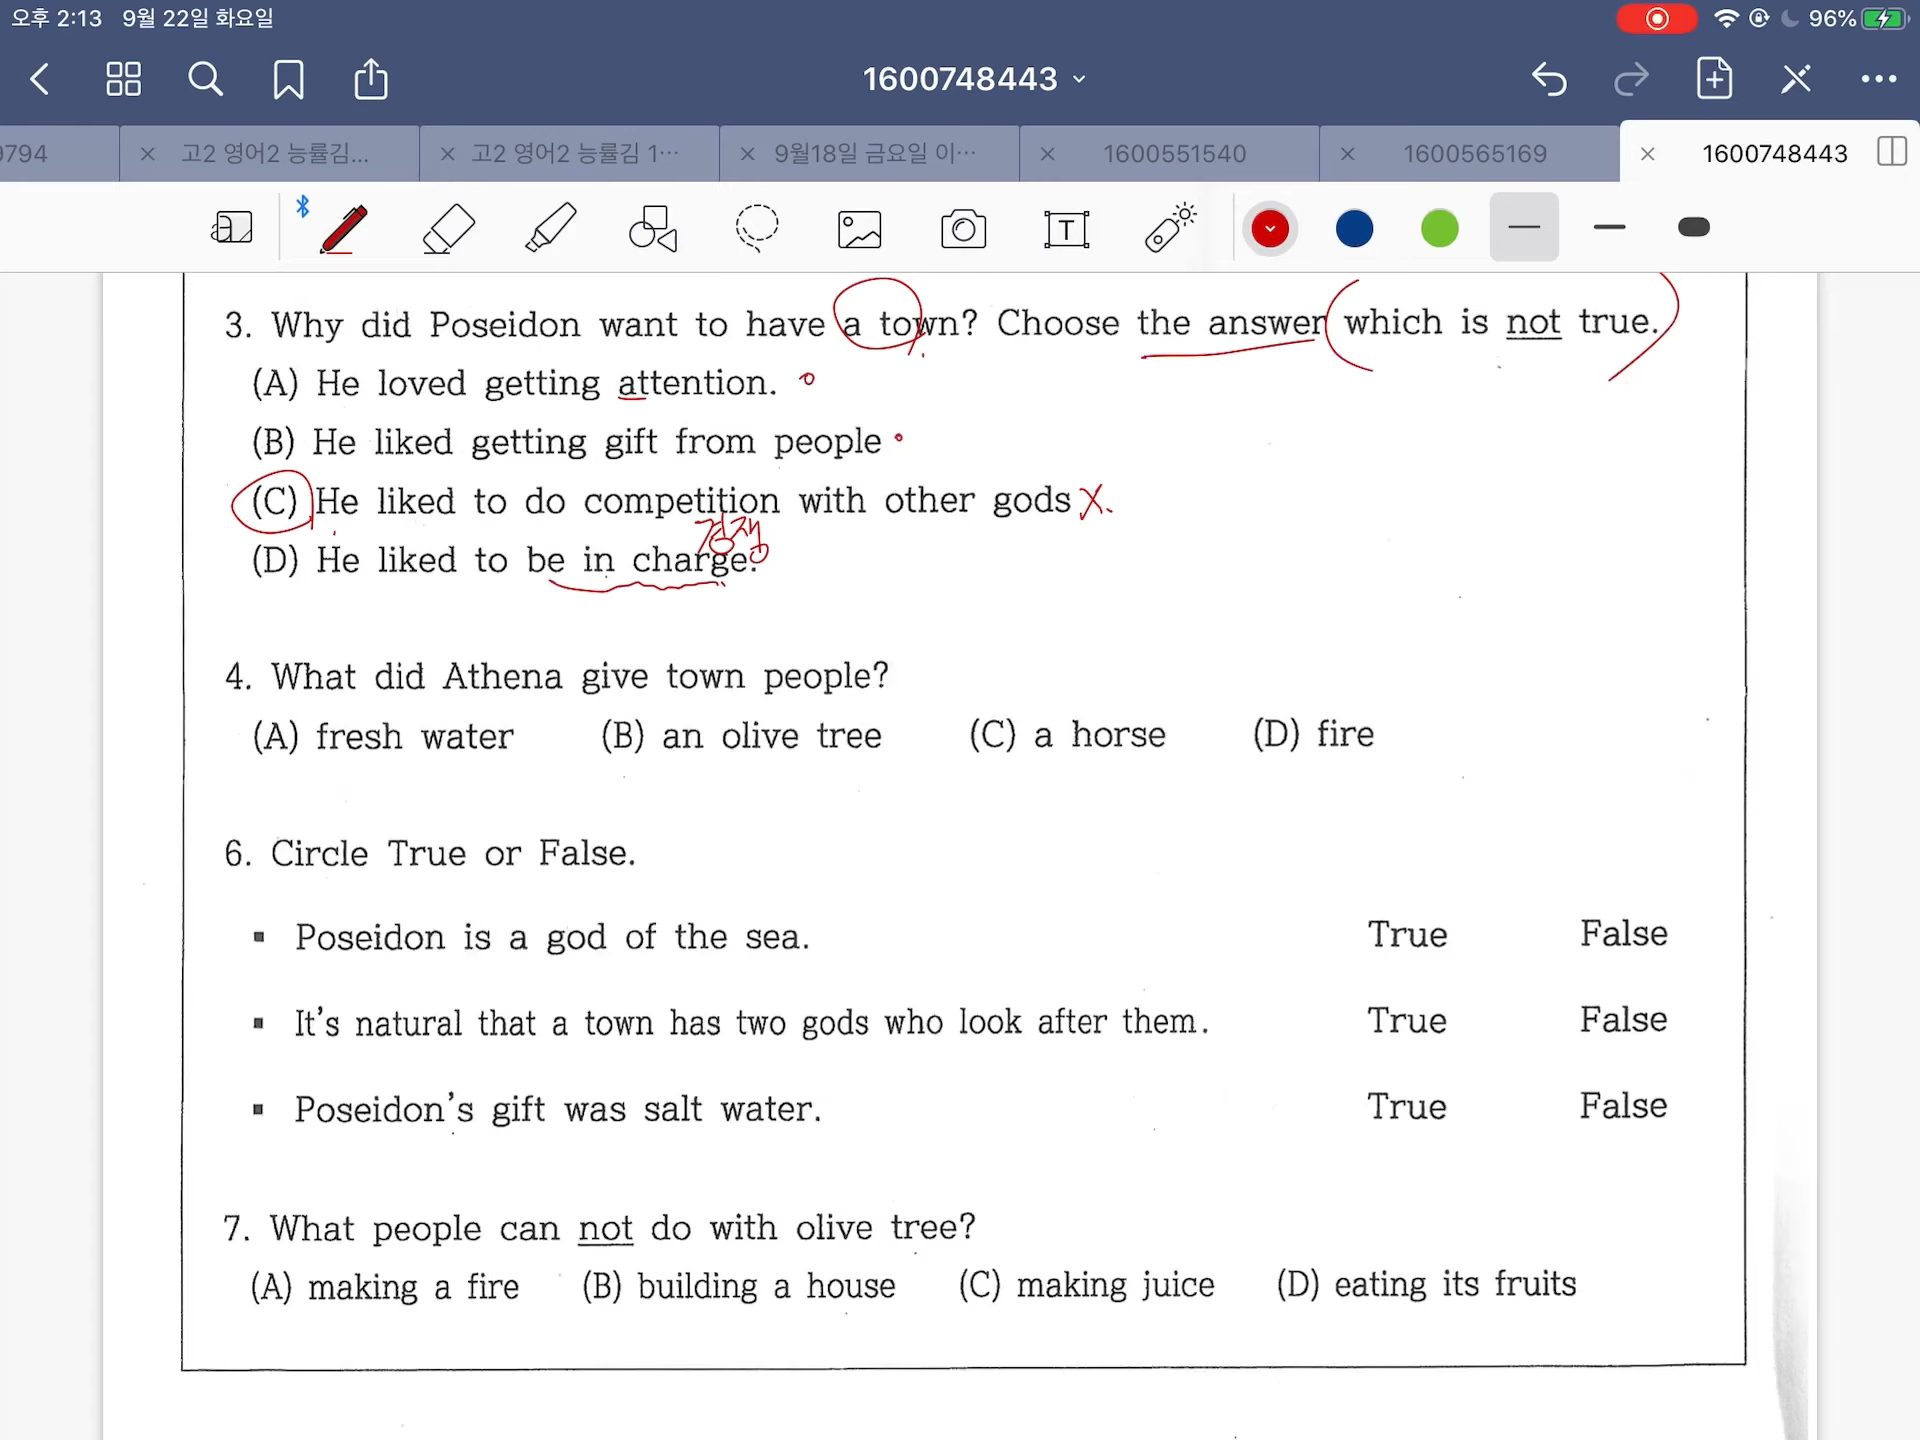 오후 2:13 9월 22일 화요일 96%
1600748443
9794 고2 영어2 능률김... 고2 영어2 능률김 1... 9월18일 금요일 이... 1600551540 1600565169 1600748443
3. Why did Poseidon want to have a town? Choose the answer which is not true.
(A) He loved getting attention.
(B) He liked getting gift from people
(C) He liked to do competition with other gods X.
경쟁
(D) He liked to be in charge.
4. What did Athena give town people?
(A) fresh water (B) an olive tree (C) a horse (D) fire
6. Circle True or False.
▪ Poseidon is a god of the sea. True False
▪ It's natural that a town has two gods who look after them. True False
▪ Poseidon's gift was salt water. True False
7. What people can not do with olive tree?
(A) making a fire (B) building a house (C) making juice (D) eating its fruits